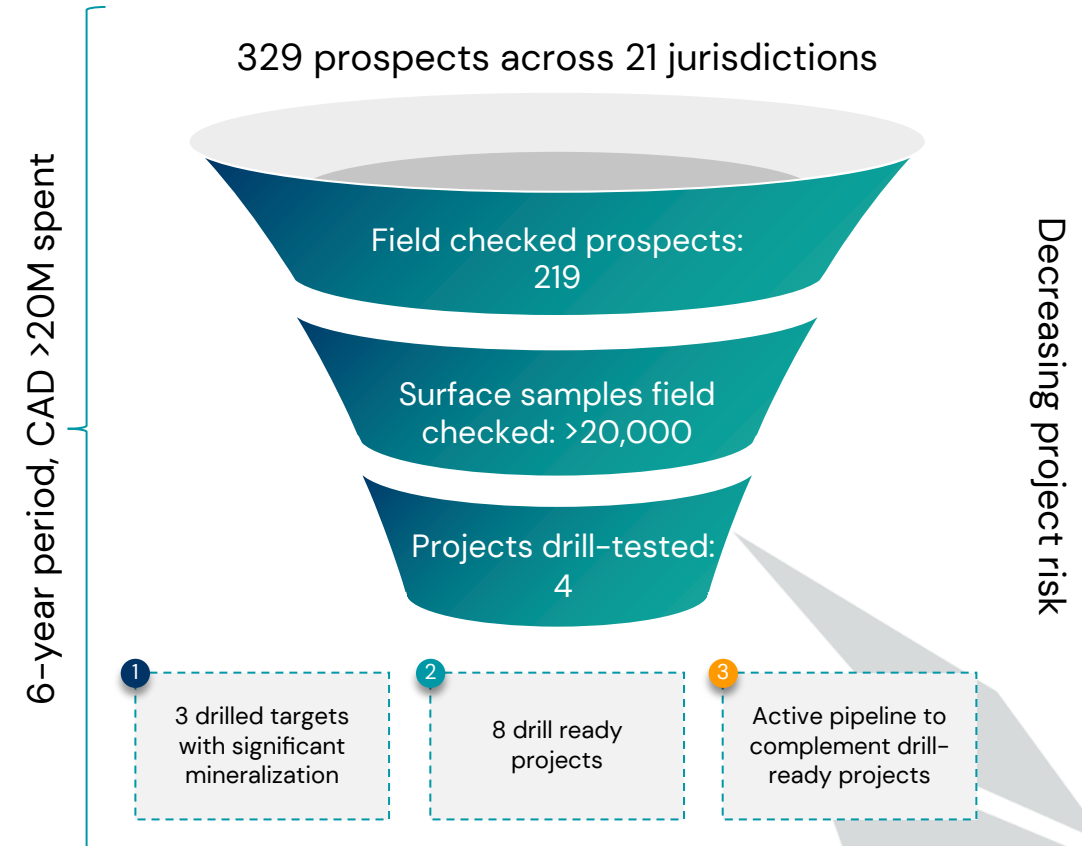 329 prospects across 21 jurisdictions
6-year period, CAD >20M spent
Field checked prospects:
219
Surface samples field
checked: >20,000
Projects drill-tested:
4
Decreasing project risk
1
3 drilled targets
with significant
mineralization
2
8 drill ready
projects
3
Active pipeline to
complement drill-
ready projects